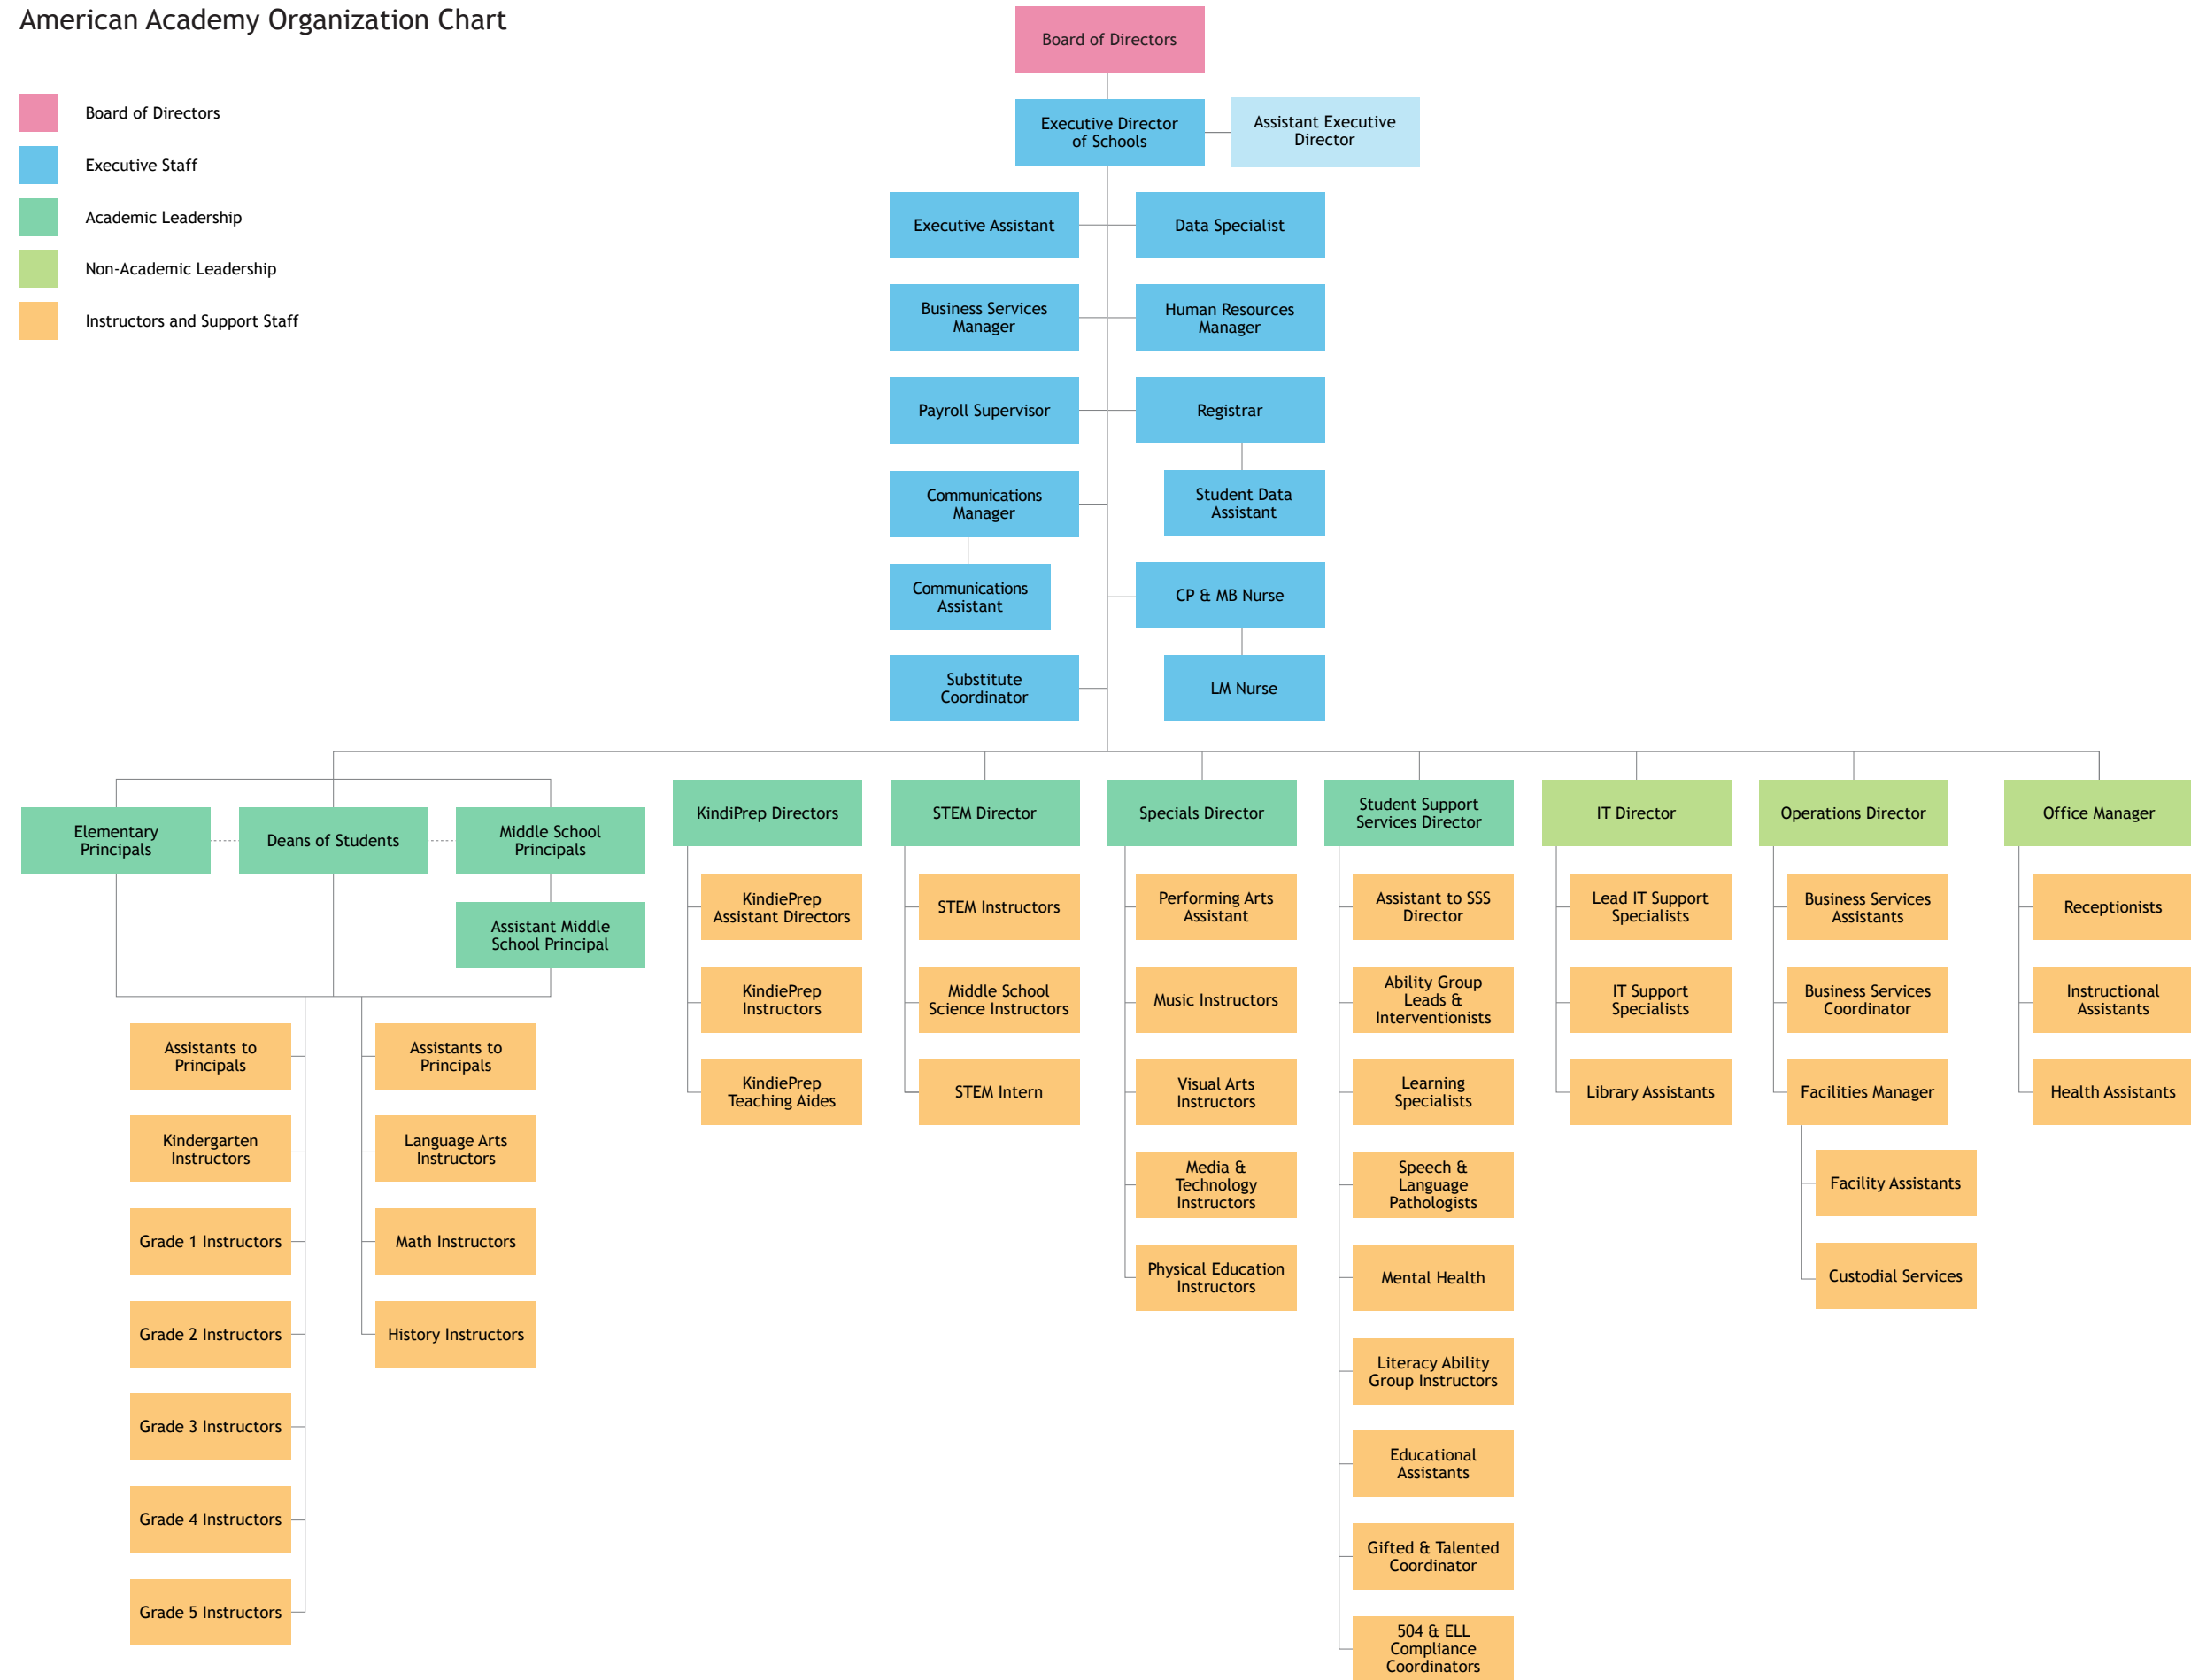 American Academy Organization Chart
Board of Directors
Executive Staff
Academic Leadership
Non-Academic Leadership
Instructors and Support Staff
Board of Directors
Executive Director
of Schools
Assistant Executive
Director
Executive Assistant
Data Specialist
Business Services
Manager
Human Resources
Manager
Payroll Supervisor
Registrar
Communications
Manager
Student Data
Assistant
Communications
Assistant
CP & MB Nurse
Substitute
Coordinator
LM Nurse
Elementary
Principals
Deans of Students
Middle School
Principals
Assistant Middle
School Principal
Assistants to
Principals
Kindergarten
Instructors
Grade 1 Instructors
Grade 2 Instructors
Grade 3 Instructors
Grade 4 Instructors
Grade 5 Instructors
Assistants to
Principals
Language Arts
Instructors
Math Instructors
History Instructors
KindiPrep Directors
KindiePrep
Assistant Directors
KindiePrep
Instructors
KindiePrep
Teaching Aides
STEM Director
STEM Instructors
Middle School
Science Instructors
STEM Intern
Specials Director
Performing Arts
Assistant
Music Instructors
Visual Arts
Instructors
Media &
Technology
Instructors
Physical Education
Instructors
Student Support
Services Director
Assistant to SSS
Director
Ability Group
Leads &
Interventionists
Learning
Specialists
Speech &
Language
Pathologists
Mental Health
Literacy Ability
Group Instructors
Educational
Assistants
Gifted & Talented
Coordinator
504 & ELL
Compliance
Coordinators
IT Director
Lead IT Support
Specialists
IT Support
Specialists
Library Assistants
Operations Director
Business Services
Assistants
Business Services
Coordinator
Facilities Manager
Facility Assistants
Custodial Services
Office Manager
Receptionists
Instructional
Assistants
Health Assistants